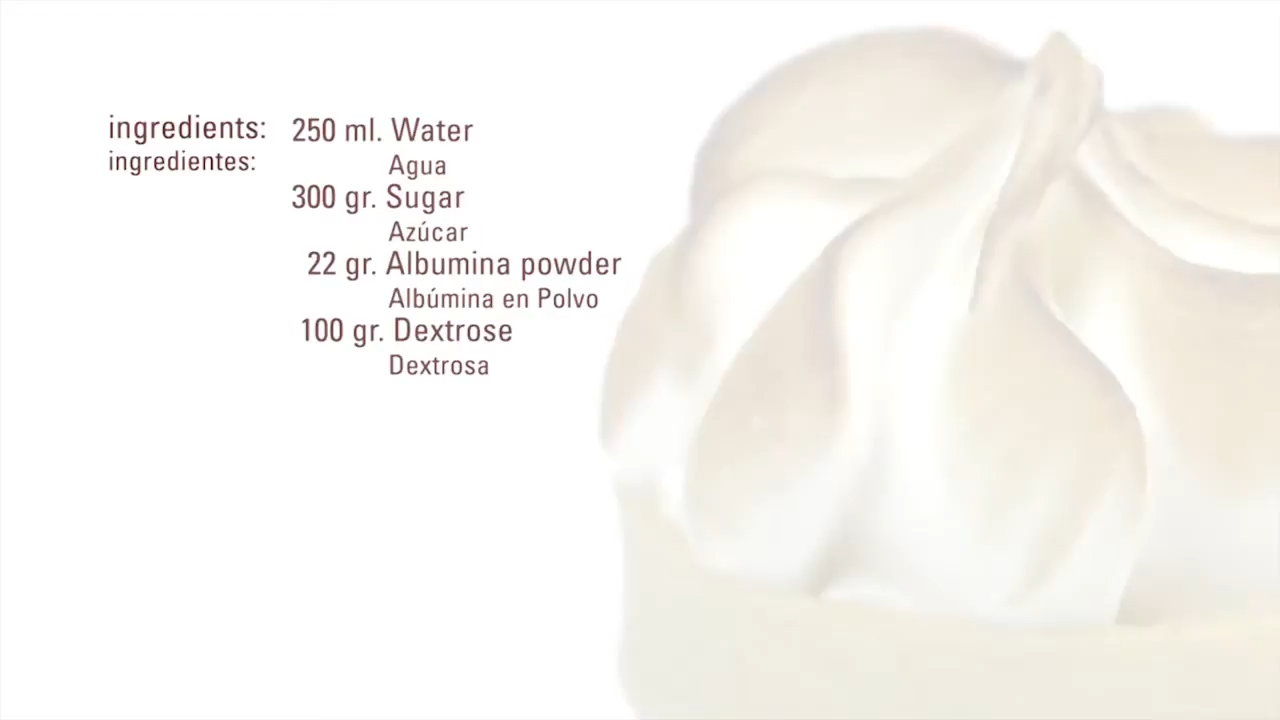 ingredients: 250 ml. Water
ingredientes: Agua
300 gr. Sugar
Azúcar
22 gr. Albumina powder
Albúmina en Polvo
100 gr. Dextrose
Dextrosa